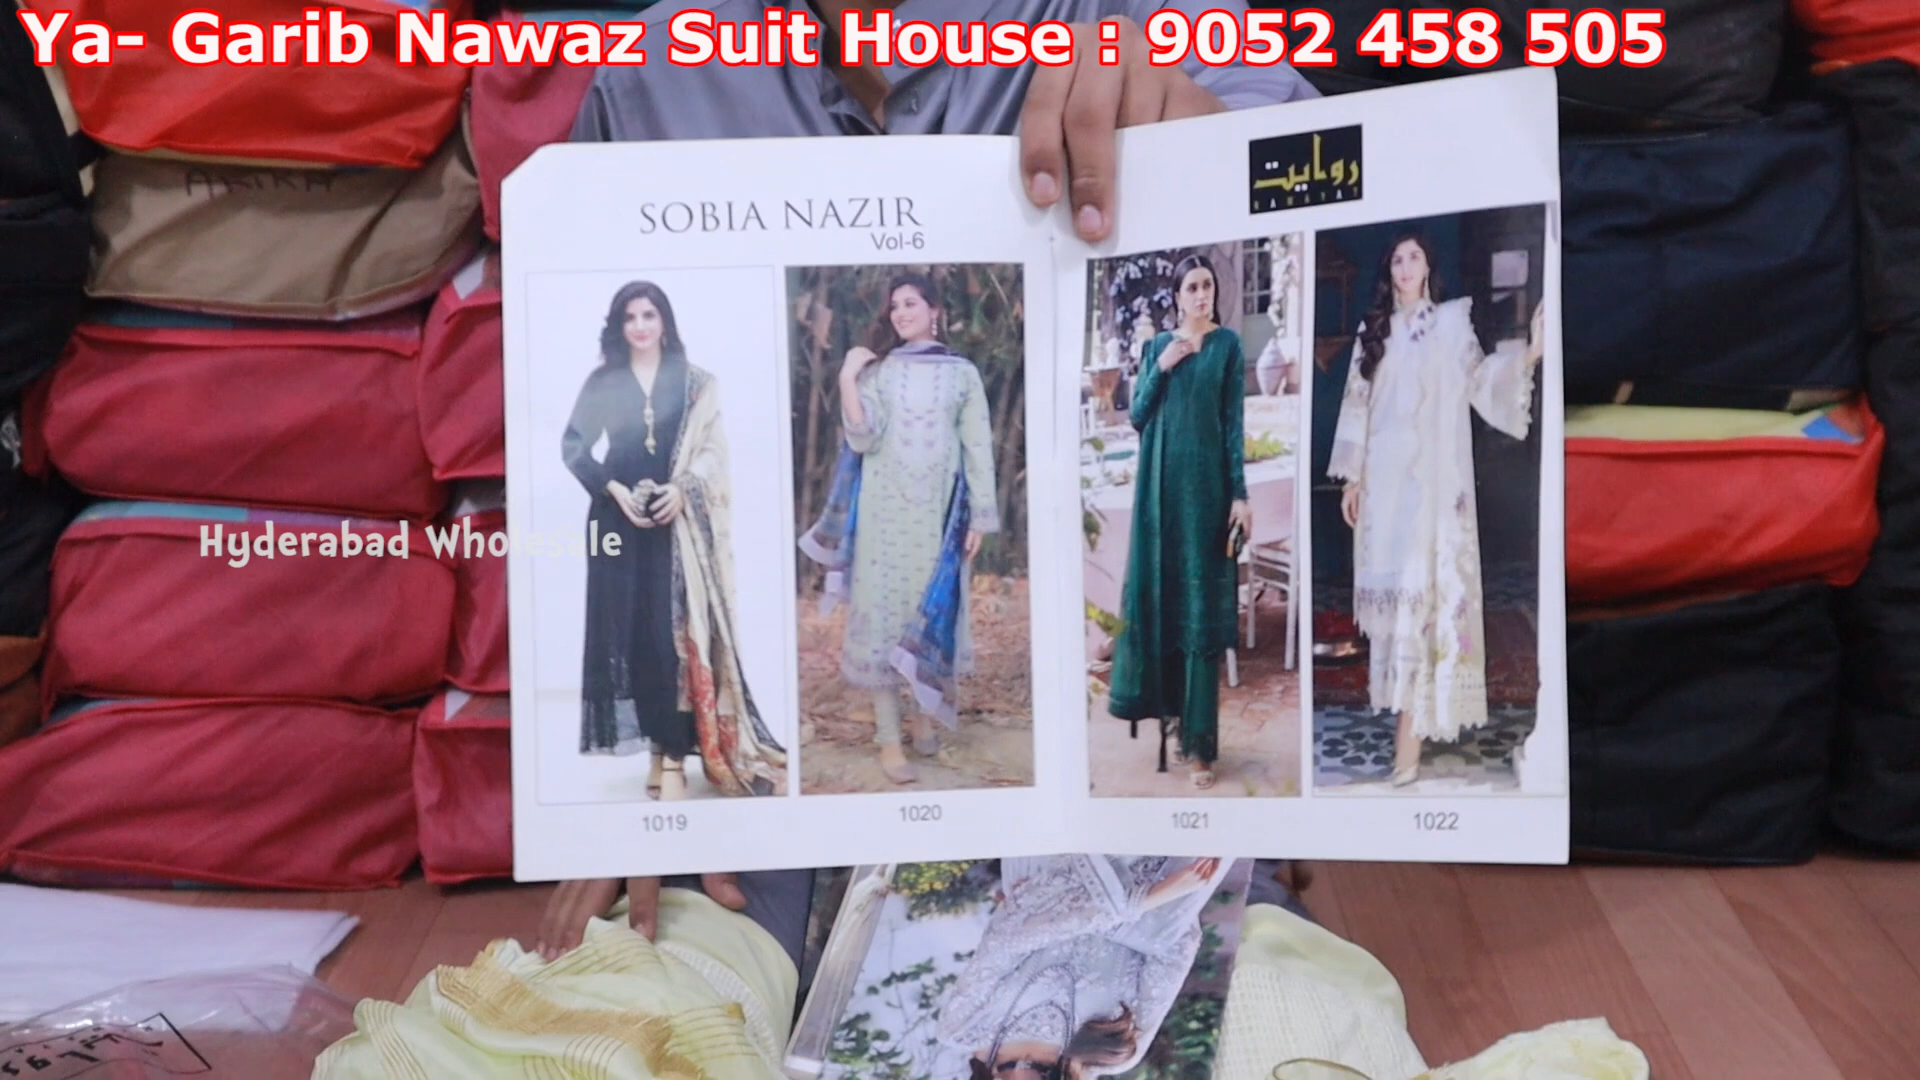 Ya- Garib Nawaz Suit House : 9052 458 505
روایت
RAWAYAT
SOBIA NAZIR
Vol-6
Hyderabad Wholesale
1019
1020
1021
1022